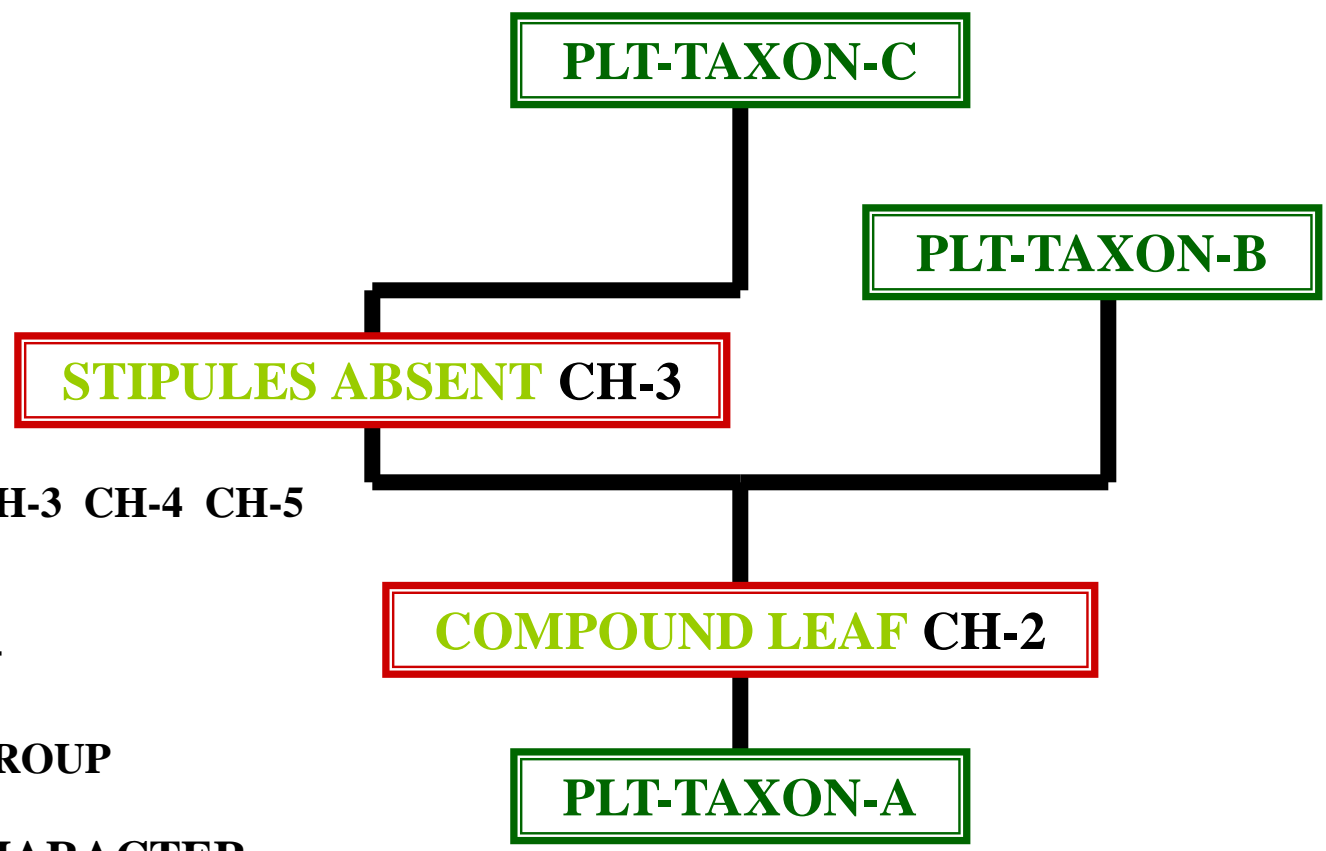 PLT-TAXON-C
PLT-TAXON-B
STIPULES ABSENT CH-3
H-3 CH-4 CH-5
COMPOUND LEAF CH-2
ROUP
PLT-TAXON-A
HARACTER